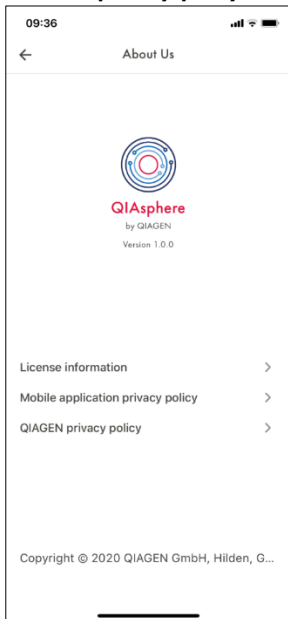 09:36
About Us
QIAsphere
by QIAGEN
Version 1.0.0
License information
Mobile application privacy policy
QIAGEN privacy policy
Copyright © 2020 QIAGEN GmbH, Hilden, G...